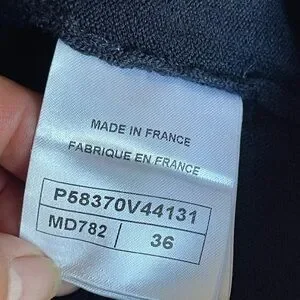 MADE IN FRANCE
FABRIQUE EN FRANCE
P58370V44131
MD782 36